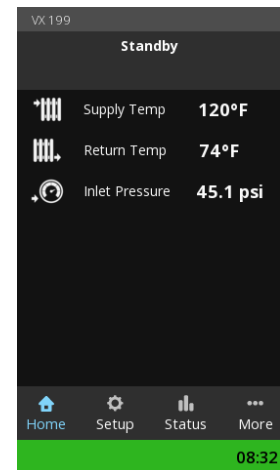 VX 199
Standby
Supply Temp 120°F
Return Temp 74°F
Inlet Pressure 45.1 psi
Home Setup Status More
08:32